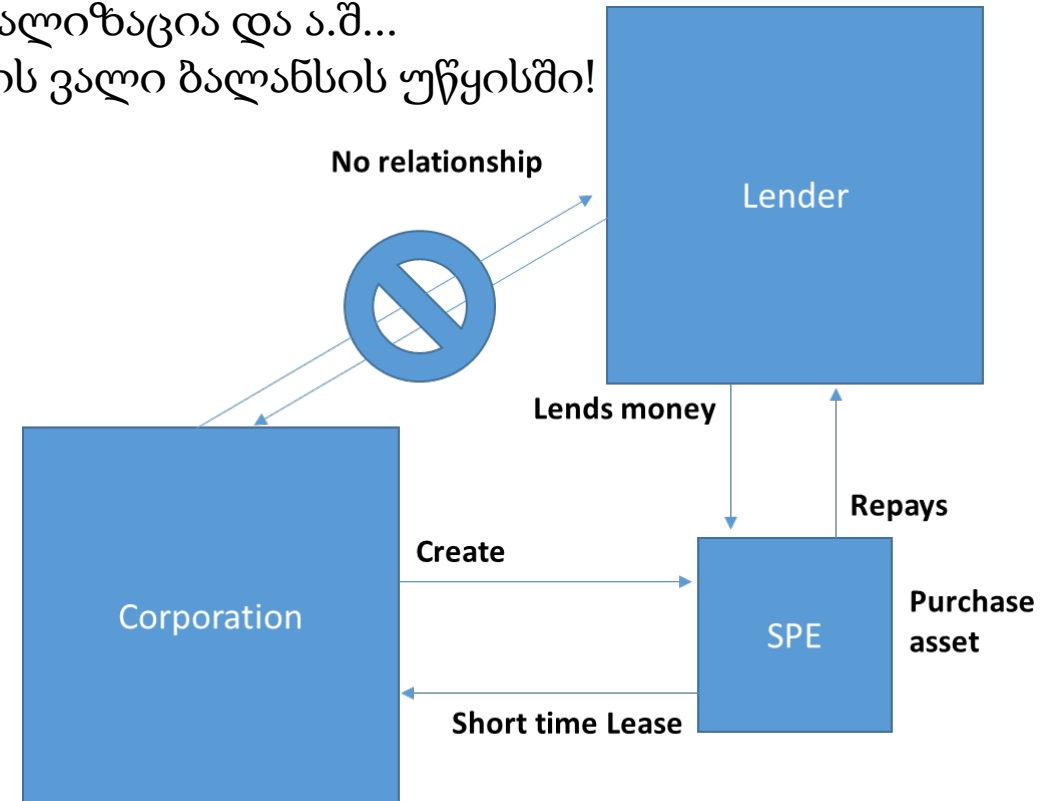 ალიზაცია და ა.შ...
ის ვალი ბალანსის უწყისში!
No relationship
Lender
Lends money
Repays
Create
Corporation
SPE
Purchase
asset
Short time Lease